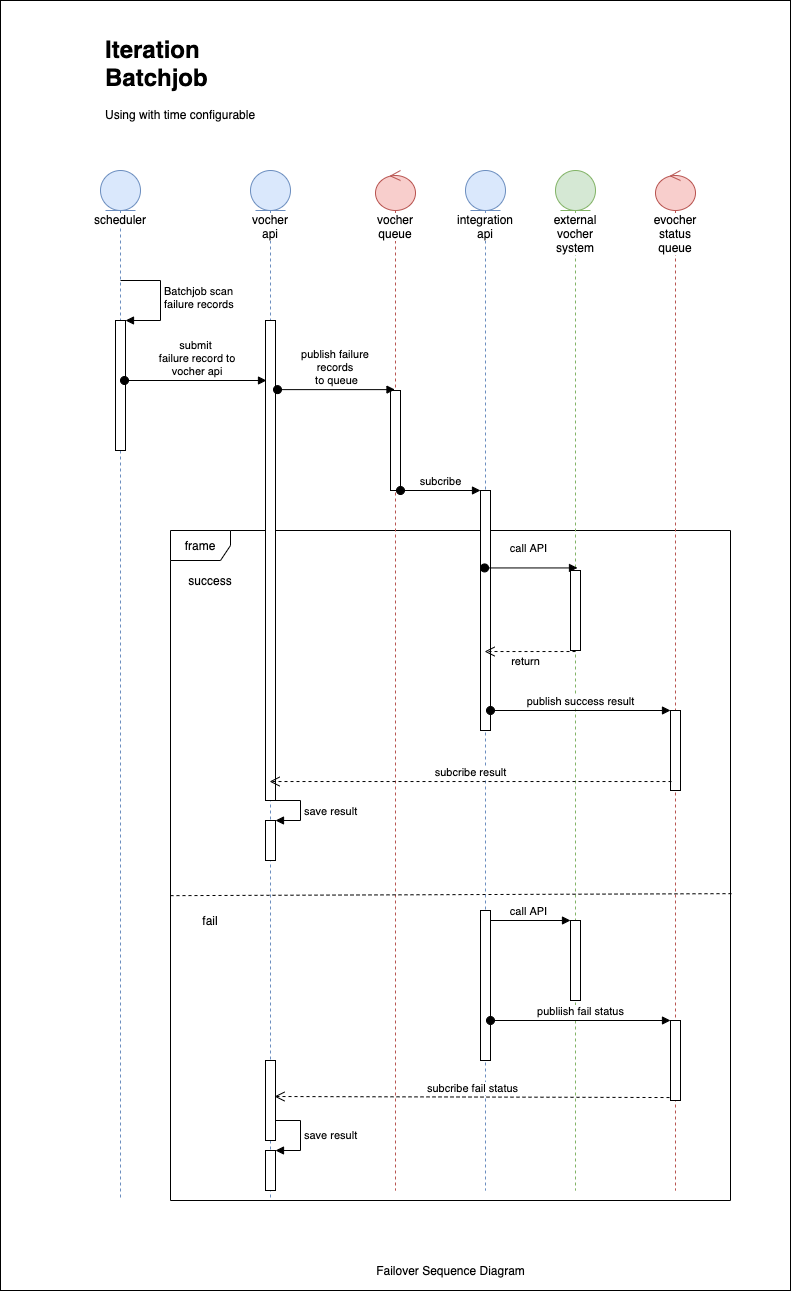 Iteration
Batchjob
Using with time configurable
scheduler
vocher
api
vocher
queue
integration
api
external
vocher
system
evocher
status
queue
Batchjob scan
failure records
submit
failure record to
vocher api
publish failure
records
to queue
subcribe
frame
call API
success
return
publish success result
subcribe result
save result
call API
fail
publiish fail status
subcribe fail status
save result
Failover Sequence Diagram